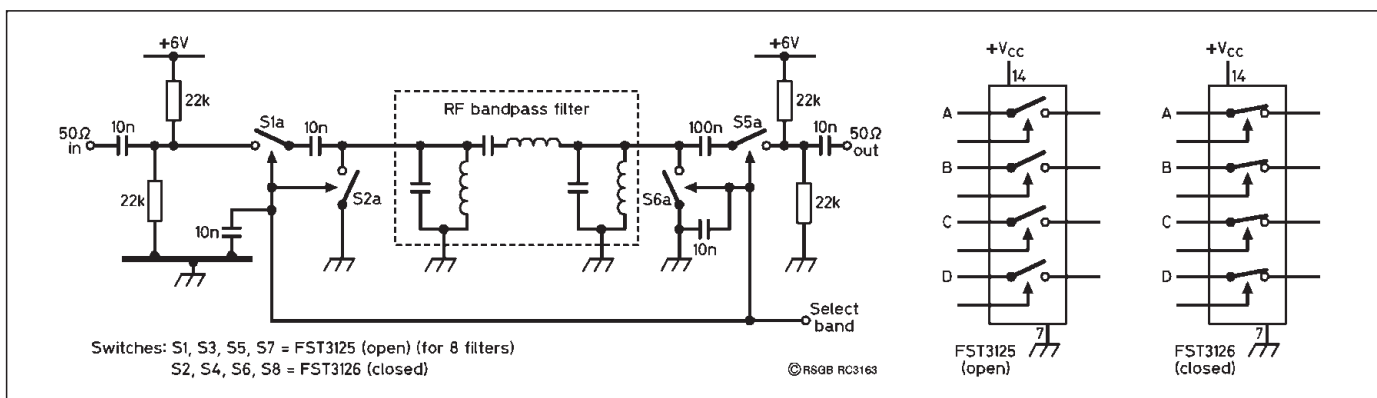 +6V
22k
50Ω
in
10n
22k
10n
S1a
10n
S2a
RF bandpass filter
100n
S5a
S6a
10n
+6V
22k
10n
50Ω
out
22k
Select
band
Switches: S1, S3, S5, S7 = FST3125 (open) (for 8 filters)
S2, S4, S6, S8 = FST3126 (closed)
©RSGB RC3163
+VCC
14
A
B
C
D
7
FST3125
(open)
+VCC
14
A
B
C
D
7
FST3126
(closed)